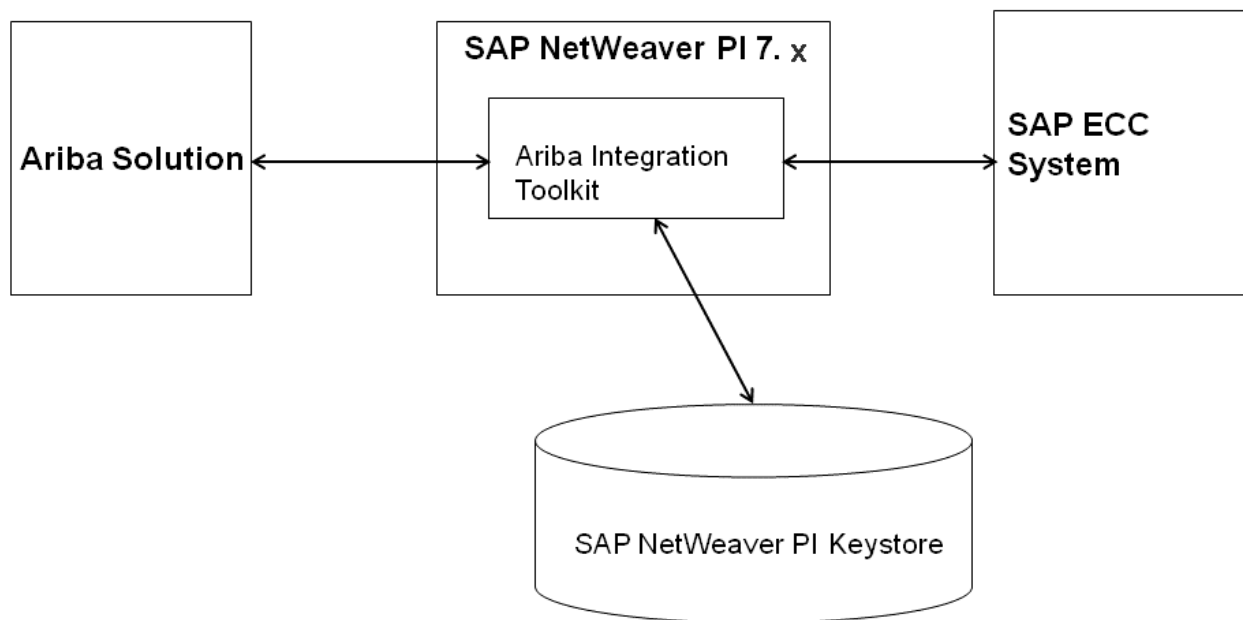 SAP NetWeaver PI 7. x
Ariba Solution
Ariba Integration
Toolkit
SAP ECC
System
SAP NetWeaver PI Keystore